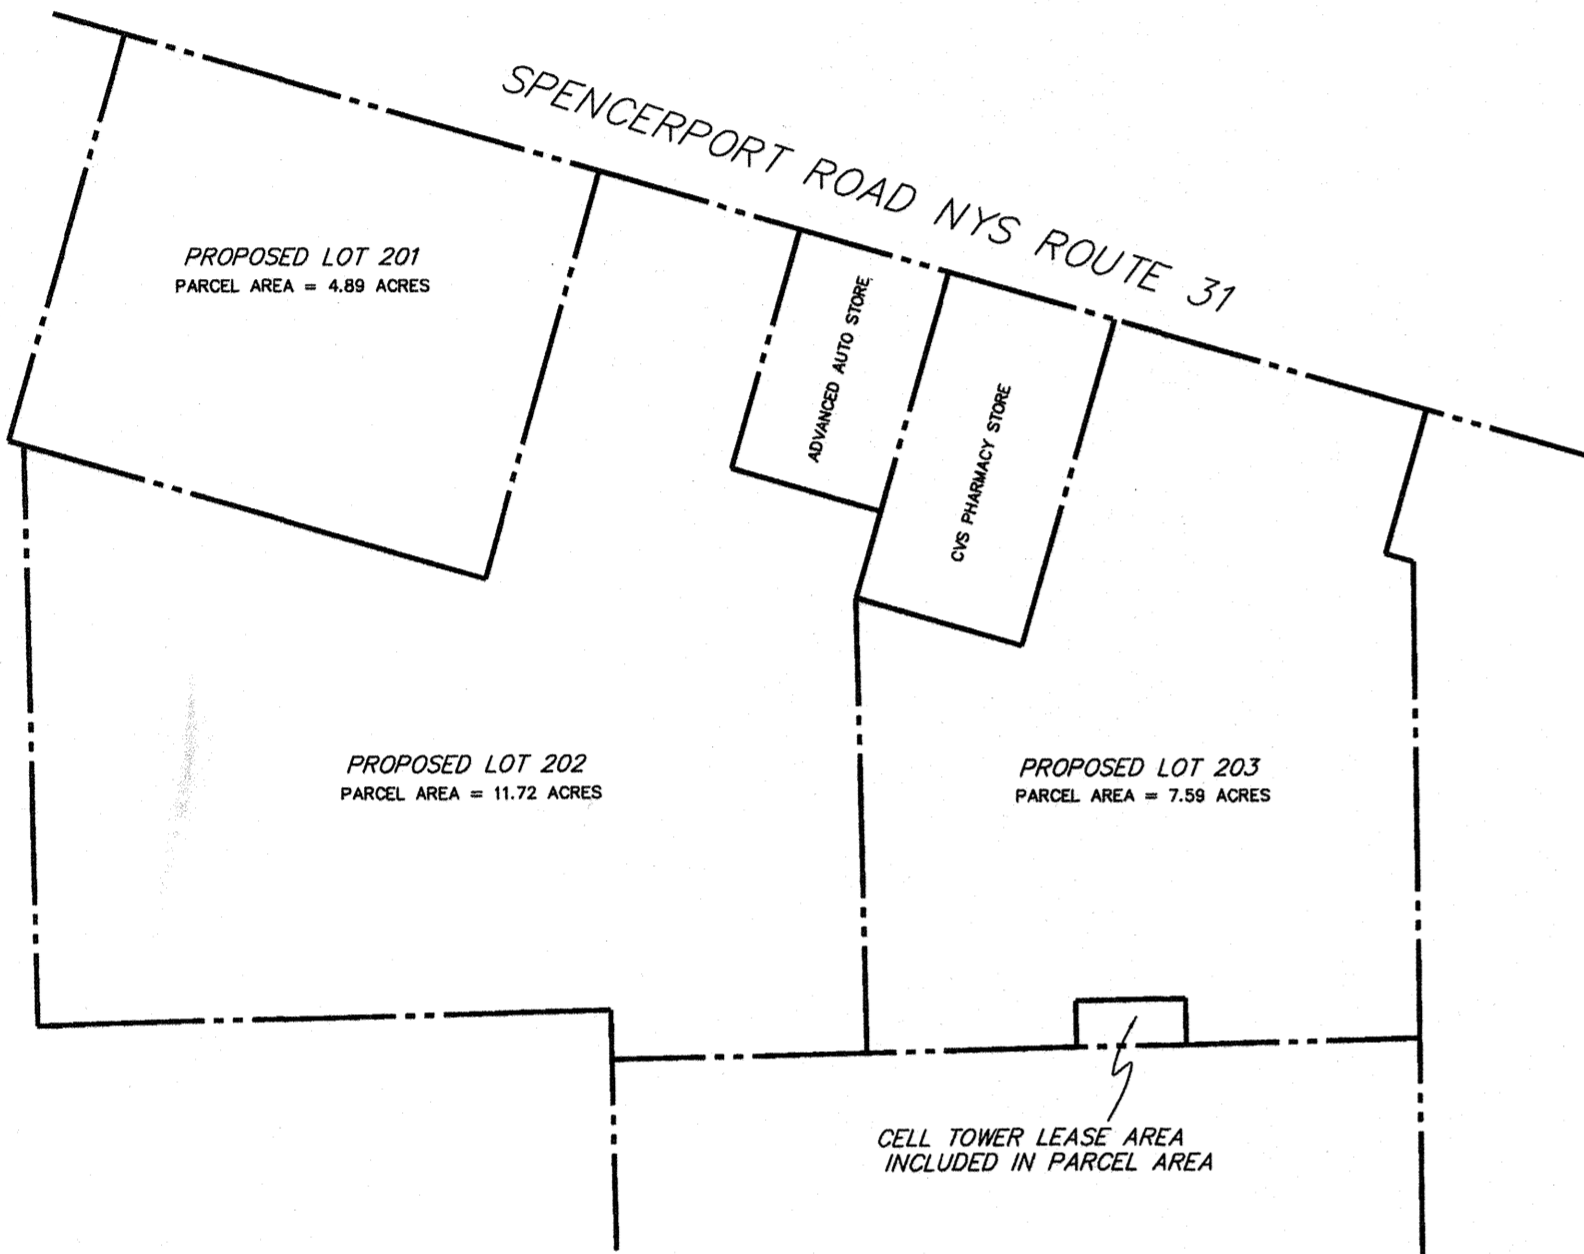 SPENCERPORT ROAD NYS ROUTE 31
PROPOSED LOT 201
PARCEL AREA = 4.89 ACRES
ADVANCED AUTO STORE
CVS PHARMACY STORE
PROPOSED LOT 202
PARCEL AREA = 11.72 ACRES
PROPOSED LOT 203
PARCEL AREA = 7.59 ACRES
CELL TOWER LEASE AREA
INCLUDED IN PARCEL AREA